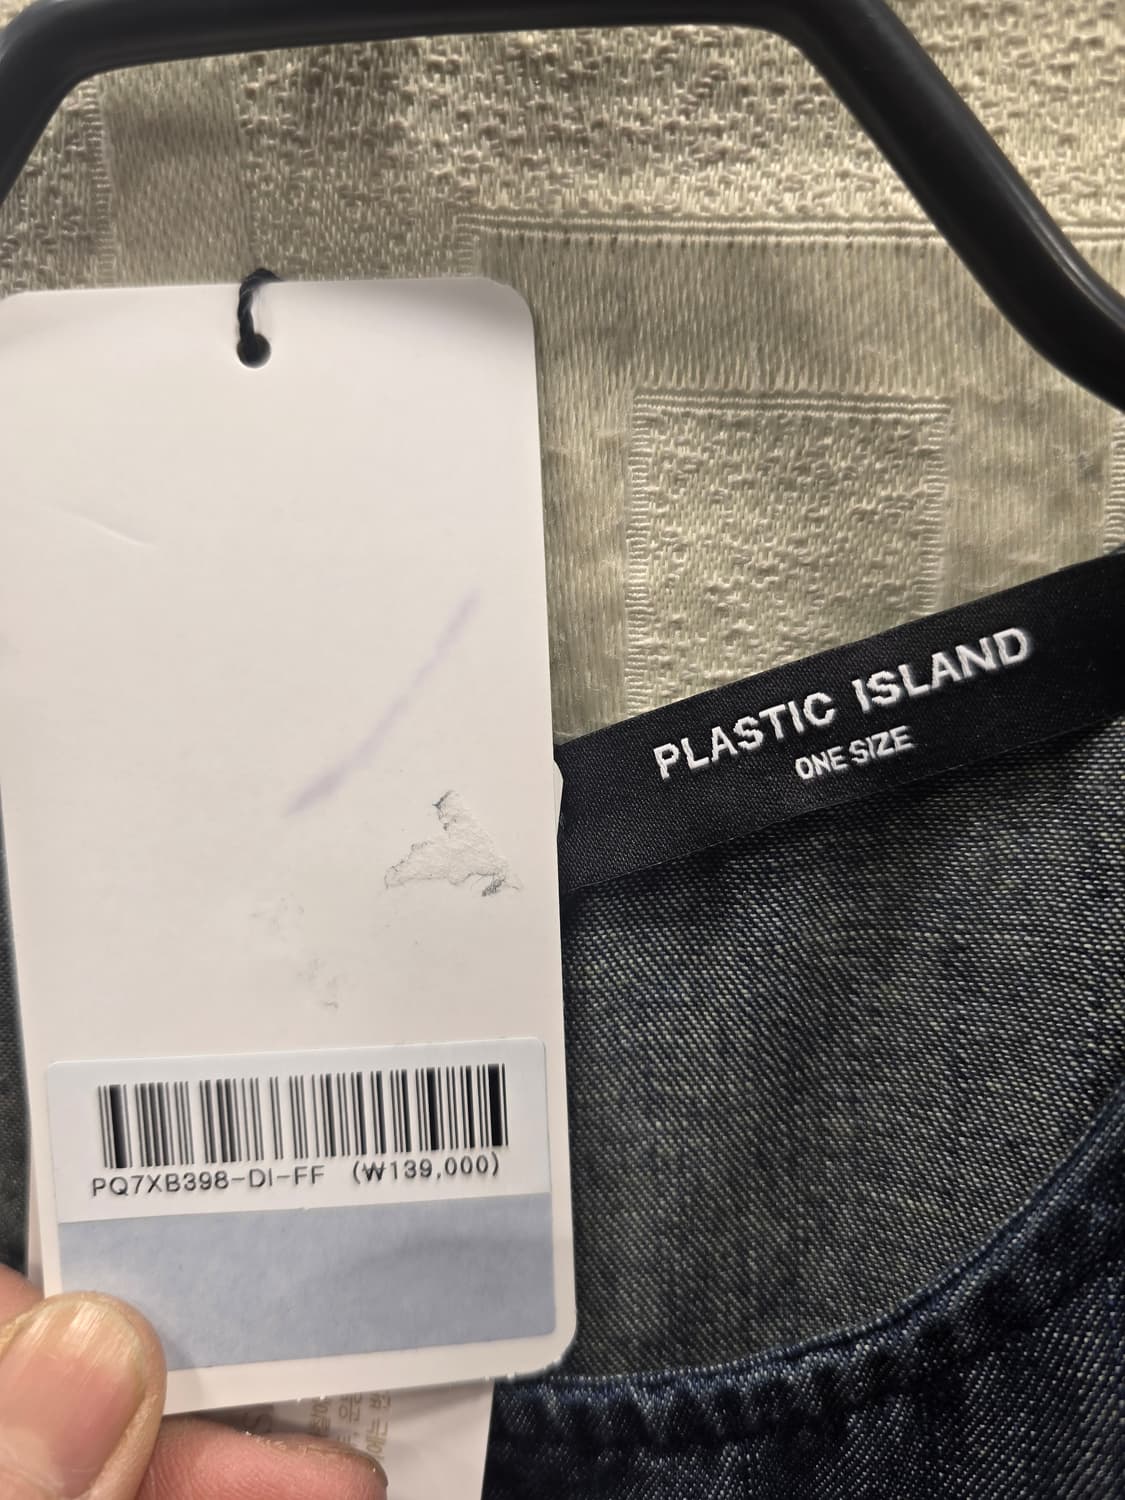 PLASTIC ISLAND
ONE SIZE
PQ7XB398-DI-FF (₩139,000)